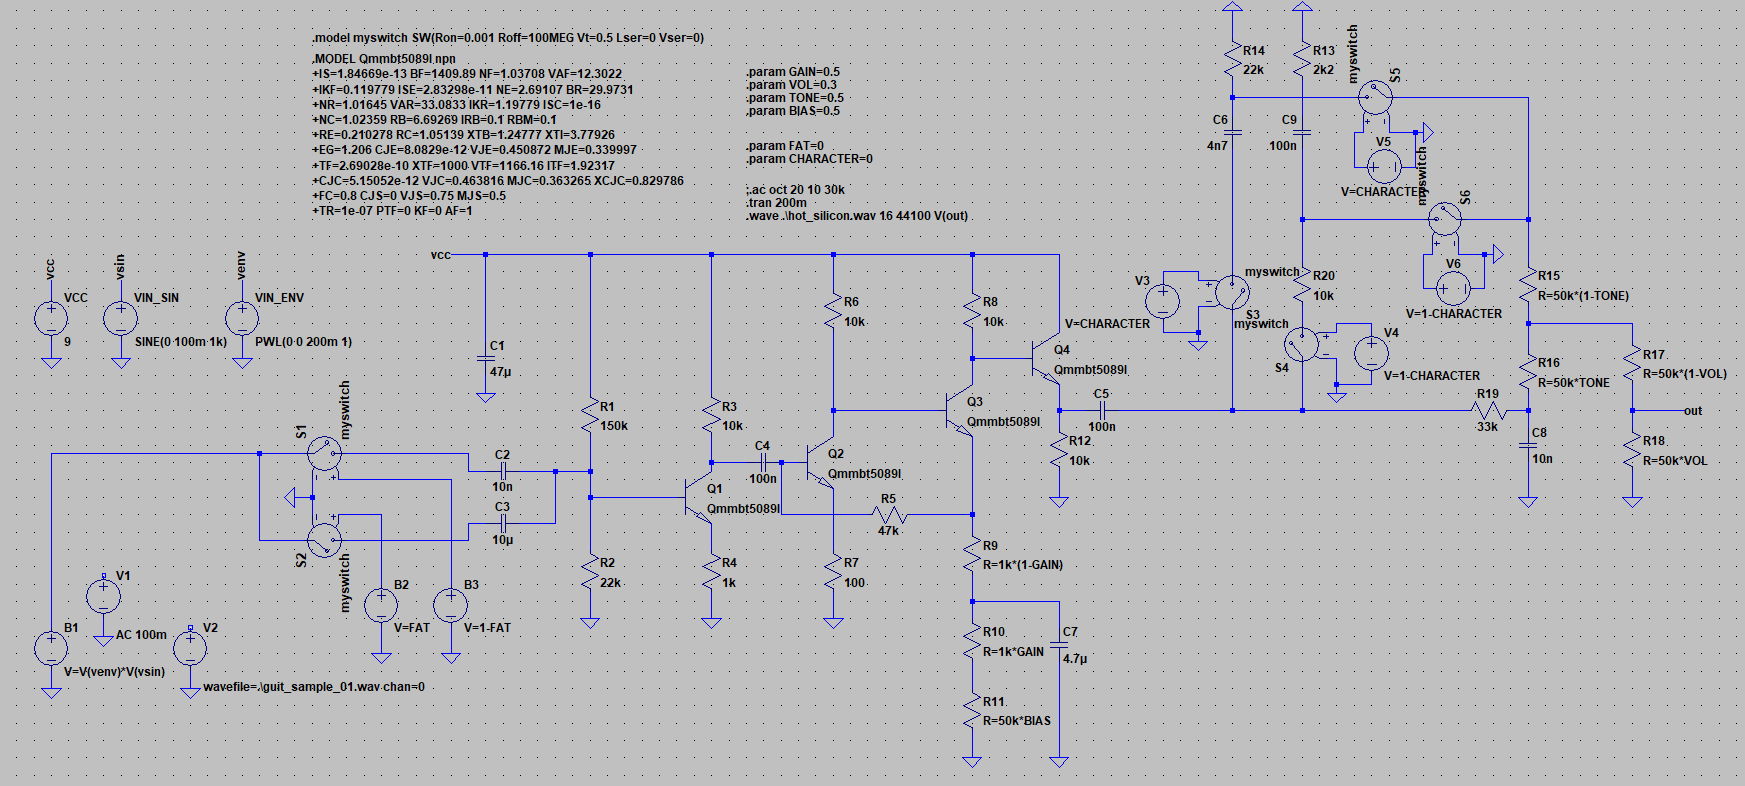 .model myswitch SW(Ron=0.001 Roff=100MEG Vt=0.5 Lser=0 Vser=0)
.MODEL Qmmbt5089l npn
+IS=1.84669e-13 BF=1409.89 NF=1.03708 VAF=12.3022
+IKF=0.119779 ISE=2.83298e-11 NE=2.69107 BR=29.9731
+NR=1.01645 VAR=33.0833 IKR=1.19779 ISC=1e-16
+NC=1.02359 RB=6.69269 IRB=0.1 RBM=0.1
+RE=0.210278 RC=1.05139 XTB=1.24777 XTI=3.77926
+EG=1.206 CJE=8.0829e-12 VJE=0.450872 MJE=0.339997
+TF=2.69028e-10 XTF=1000 VTF=1166.16 ITF=1.92317
+CJC=5.15052e-12 VJC=0.463816 MJC=0.363265 XCJC=0.829786
+FC=0.8 CJS=0 VJS=0.75 MJS=0.5
+TR=1e-07 PTF=0 KF=0 AF=1
.param GAIN=0.5
.param VOL=0.3
.param TONE=0.5
.param BIAS=0.5
.param FAT=0
.param CHARACTER=0
;.ac oct 20 10 30k
.tran 200m
.wave .\hot_silicon.wav 16 44100 V(out)
vcc
VCC
9
vsin
VIN_SIN
SINE(0 100m 1k)
venv
VIN_ENV
PWL(0 0 200m 1)
vcc
C1
47µ
R1
150k
R3
10k
R6
10k
R8
10k
Q4
Qmmbt5089l
Q3
Qmmbt5089l
Q2
Qmmbt5089l
Q1
Qmmbt5089l
C4
100n
R5
47k
C5
100n
R12
10k
S1
myswitch
S2
myswitch
C2
10n
C3
10µ
R2
22k
R4
1k
R7
100
R9
R=1k*(1-GAIN)
R10
R=1k*GAIN
C7
4.7µ
R11
R=50k*BIAS
B1
V=V(venv)*V(vsin)
V1
AC 100m
V2
wavefile=.\guit_sample_01.wav chan=0
B2
V=FAT
B3
V=1-FAT
R14
22k
R13
2k2
myswitch
S5
C6
4n7
C9
100n
V5
V=CHARACTER
myswitch
S6
V6
V=1-CHARACTER
V3
V=CHARACTER
myswitch
S3
R20
10k
myswitch
S4
V4
V=1-CHARACTER
R15
R=50k*(1-TONE)
R16
R=50k*TONE
R17
R=50k*(1-VOL)
R19
33k
C8
10n
out
R18
R=50k*VOL